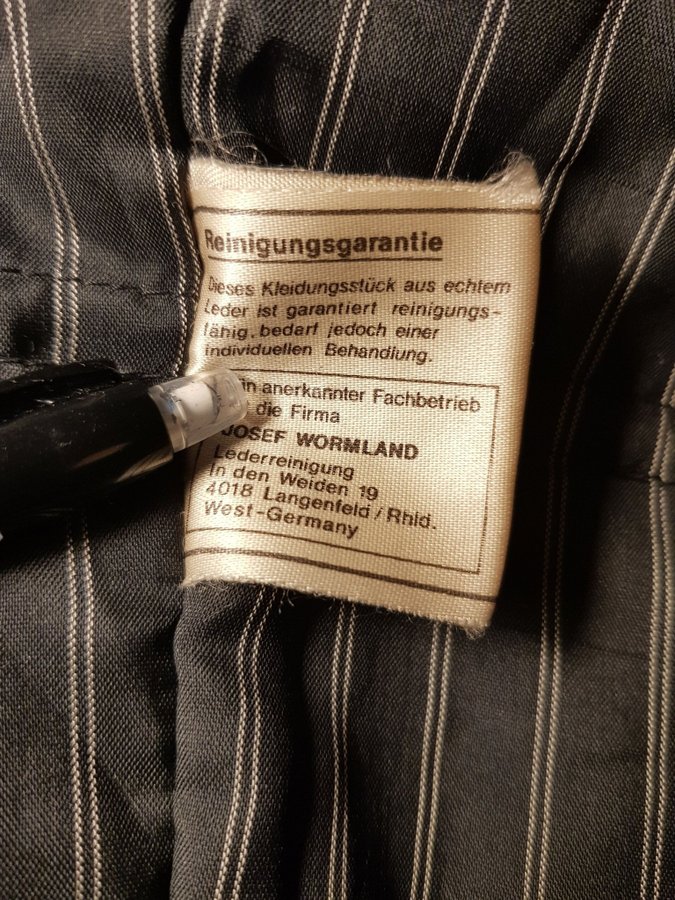 Reinigungsgarantie
Dieses Kleidungsstück aus echtem
Leder ist garantiert reinigungs-
fähig, bedarf jedoch einer
individuellen Behandlung.
in anerkannter Fachbetrieb
die Firma
JOSEF WORMLAND
Lederreinigung
In den Weiden 19
4018 Langenfeld / Rhld.
West-Germany